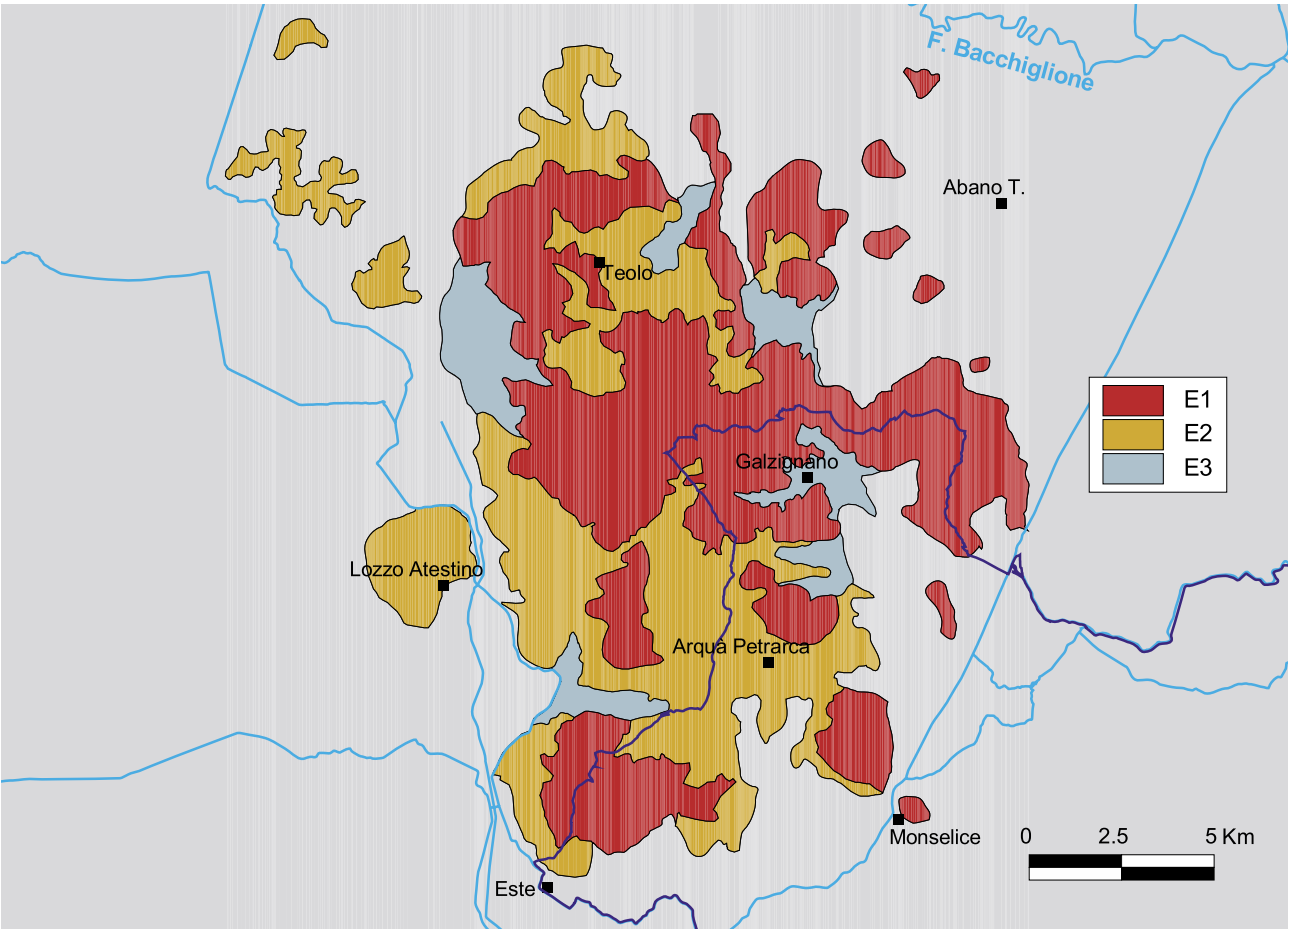 F. Bacchiglione
Abano T.
Teolo
E1
E2
E3
Galzignano
Lozzo Atestino
Arquà Petrarca
Monselice
0 2.5 5 Km
Este